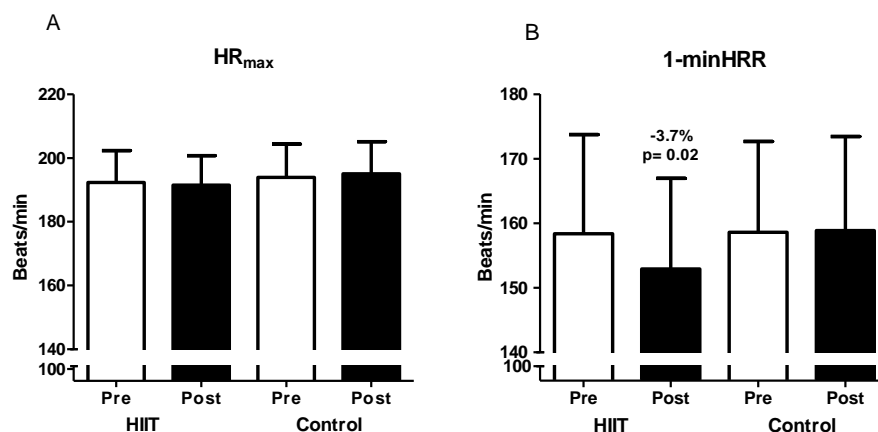 A
HRmax
Beats/min
220
200
180
160
140
100
Pre Post Pre Post
HIIT Control
B
1-minHRR
Beats/min
180
170
160
150
140
100
-3.7%
p= 0.02
Pre Post Pre Post
HIIT Control